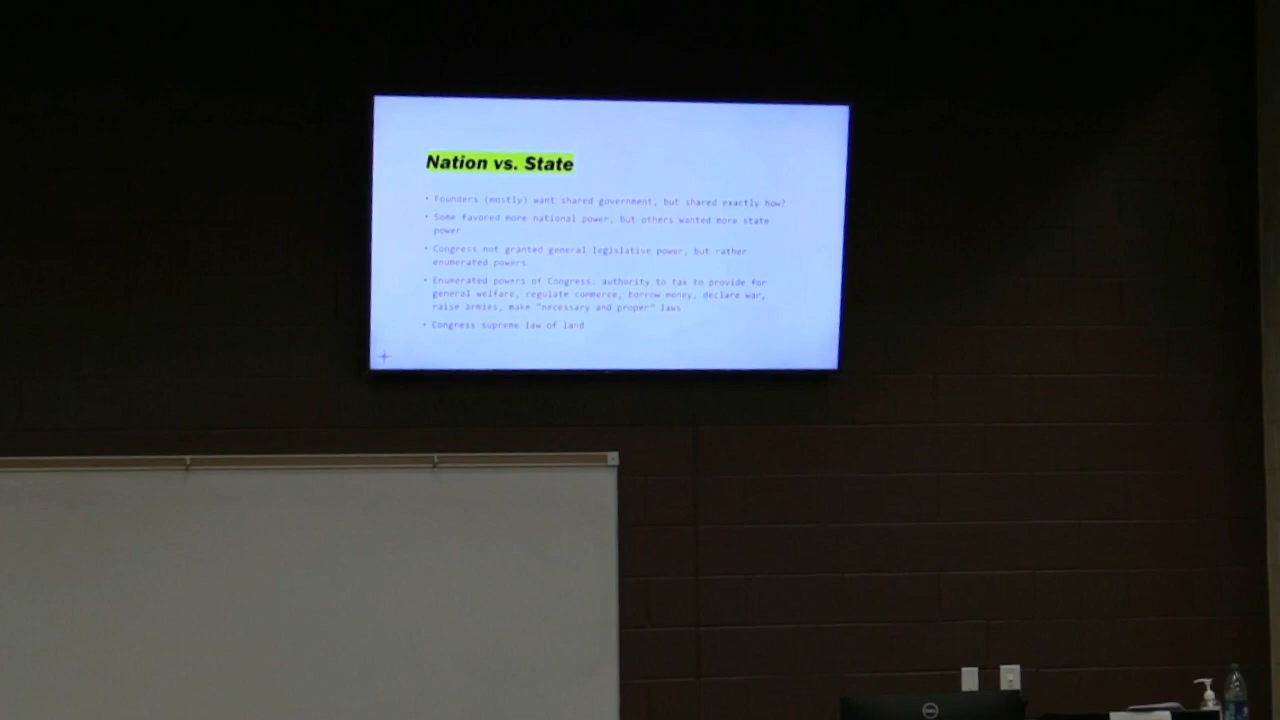 Nation vs. State
• Founders (mostly) want shared government, but shared exactly how?
• Some favored more national power, but others wanted more state
power
• Congress not granted general legislative power, but rather
enumerated powers
• Enumerated powers of Congress: authority to tax to provide for
general welfare, regulate commerce, borrow money, declare war,
raise armies, make "necessary and proper" laws
• Congress supreme law of land
DELL